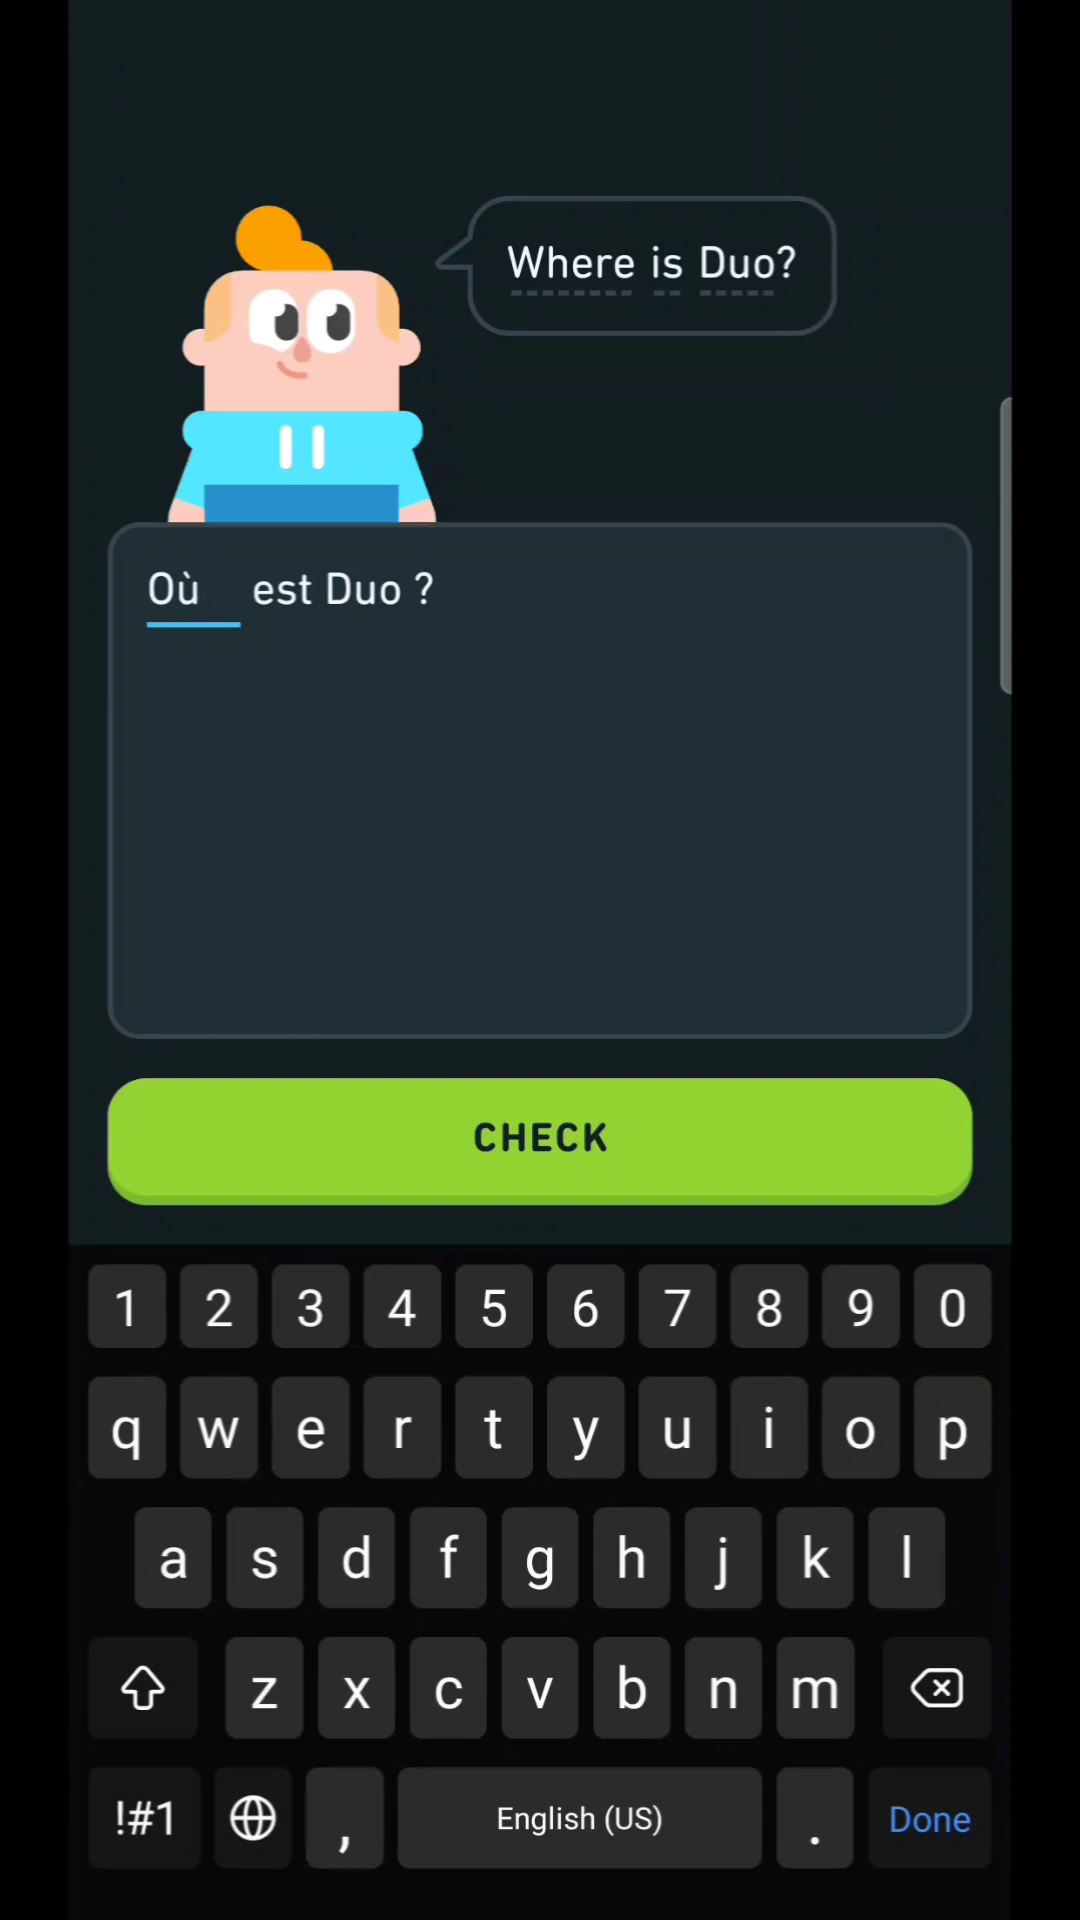 Where is Duo?
Où est Duo ?
CHECK
1 2 3 4 5 6 7 8 9 0
q w e r t y u i o p
a s d f g h j k l
z x c v b n m
!#1 , English (US) . Done